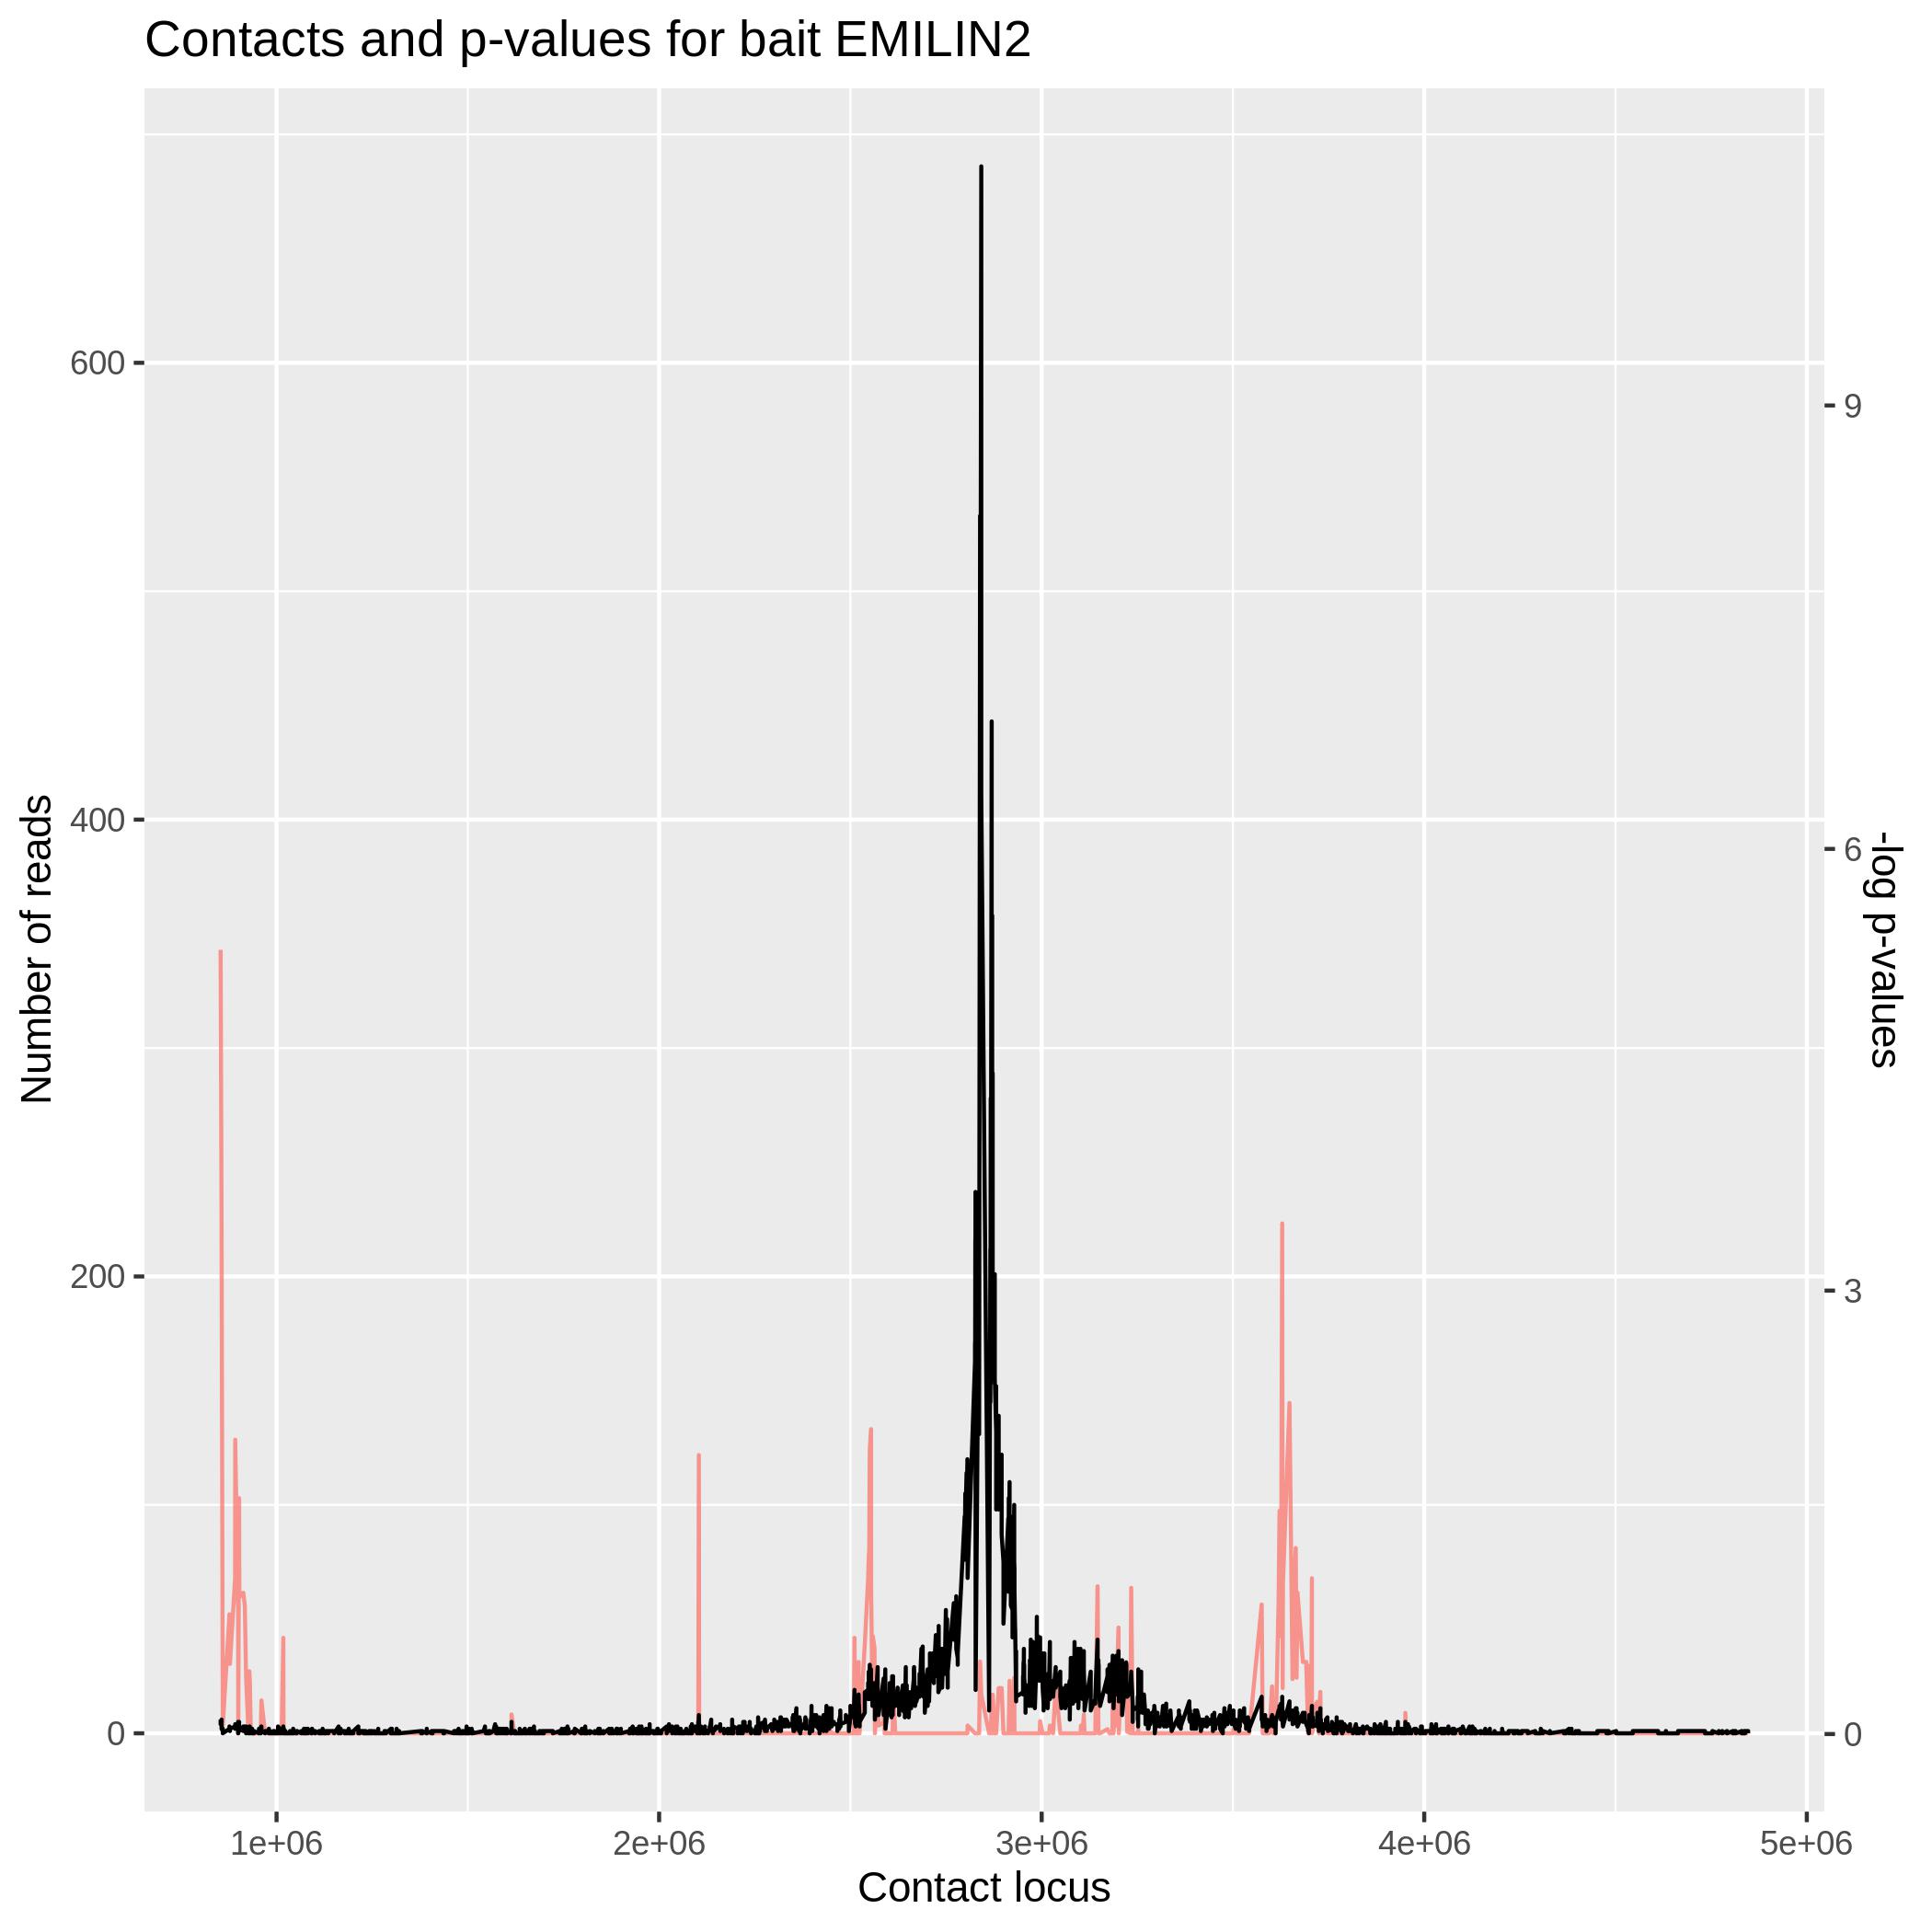 Contacts and p-values for bait EMILIN2
Number of reads
600
400
200
0
9
6
3
0
-log p-values
1e+06
2e+06
3e+06
4e+06
5e+06
Contact locus